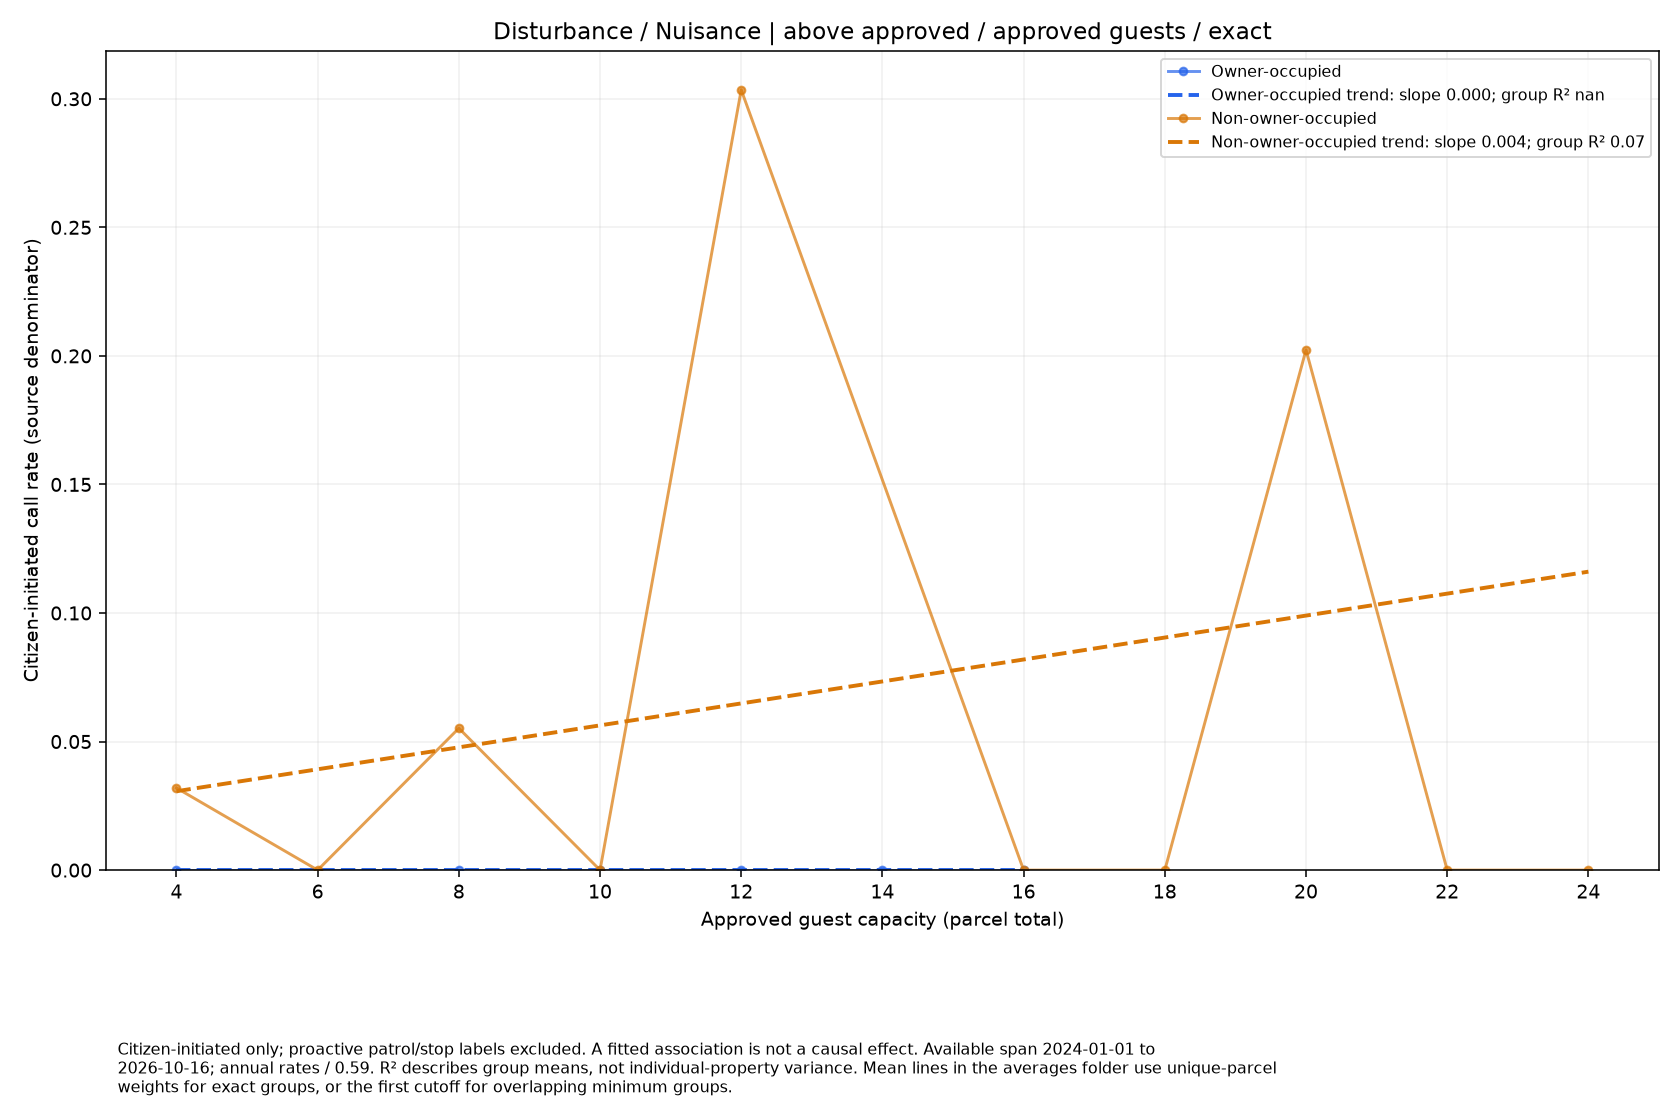 Disturbance / Nuisance | above approved / approved guests / exact
Owner-occupied
Owner-occupied trend: slope 0.000; group R² nan
Non-owner-occupied
Non-owner-occupied trend: slope 0.004; group R² 0.07
Citizen-initiated call rate (source denominator)
0.30
0.25
0.20
0.15
0.10
0.05
0.00
4 6 8 10 12 14 16 18 20 22 24
Approved guest capacity (parcel total)
Citizen-initiated only; proactive patrol/stop labels excluded. A fitted association is not a causal effect. Available span 2024-01-01 to
2026-10-16; annual rates / 0.59. R² describes group means, not individual-property variance. Mean lines in the averages folder use unique-parcel
weights for exact groups, or the first cutoff for overlapping minimum groups.